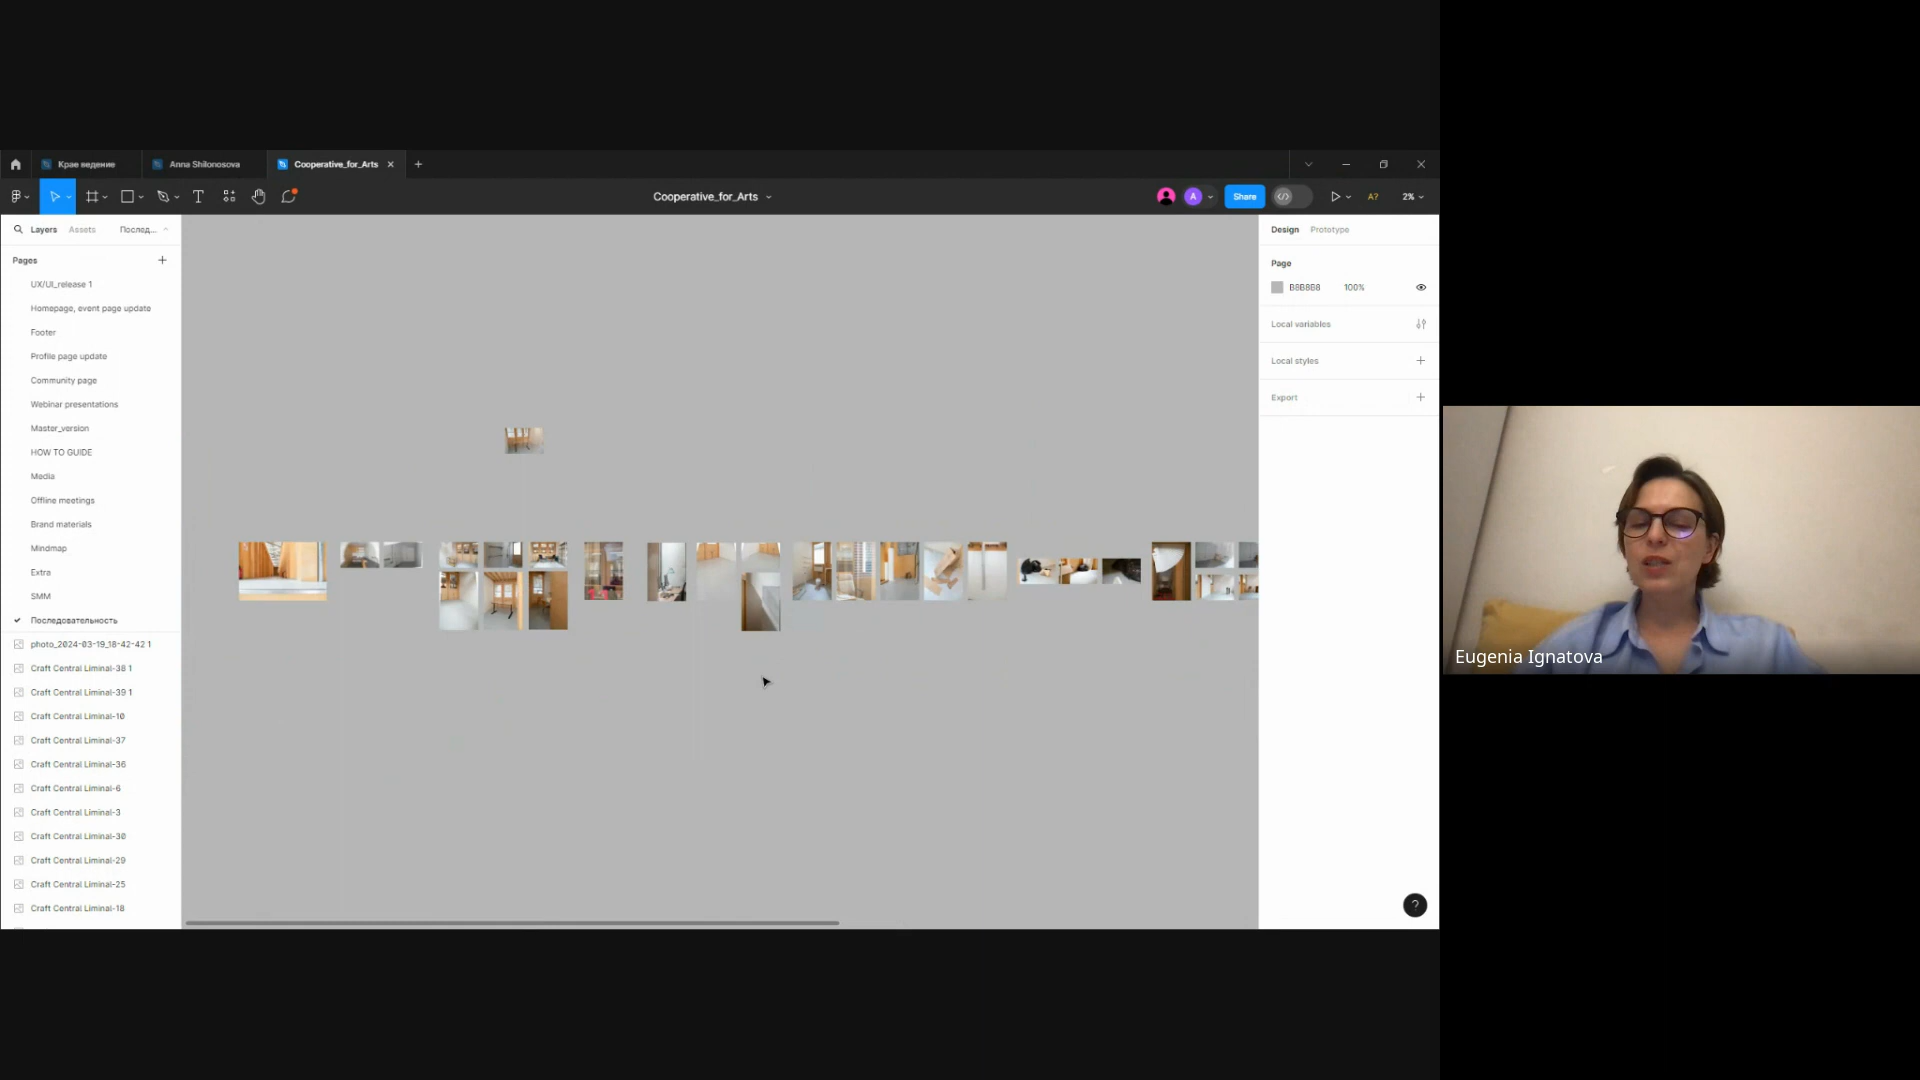 Крае ведение
Anna Shilonosova
Cooperative_for_Arts
Cooperative_for_Arts
A
Share
A?
2%
Layers
Assets
Послед...
Pages
UX/UI_release 1
Homepage, event page update
Footer
Profile page update
Community page
Webinar presentations
Master_version
HOW TO GUIDE
Media
Offline meetings
Brand materials
Mindmap
Extra
SMM
Последовательность
photo_2024-03-19_18-42-42 1
Craft Central Liminal-38 1
Craft Central Liminal-39 1
Craft Central Liminal-10
Craft Central Liminal-37
Craft Central Liminal-36
Craft Central Liminal-6
Craft Central Liminal-3
Craft Central Liminal-30
Craft Central Liminal-29
Craft Central Liminal-25
Craft Central Liminal-18
Design
Prototype
Page
B8B8B8
100%
Local variables
Local styles
Export
?
Eugenia Ignatova